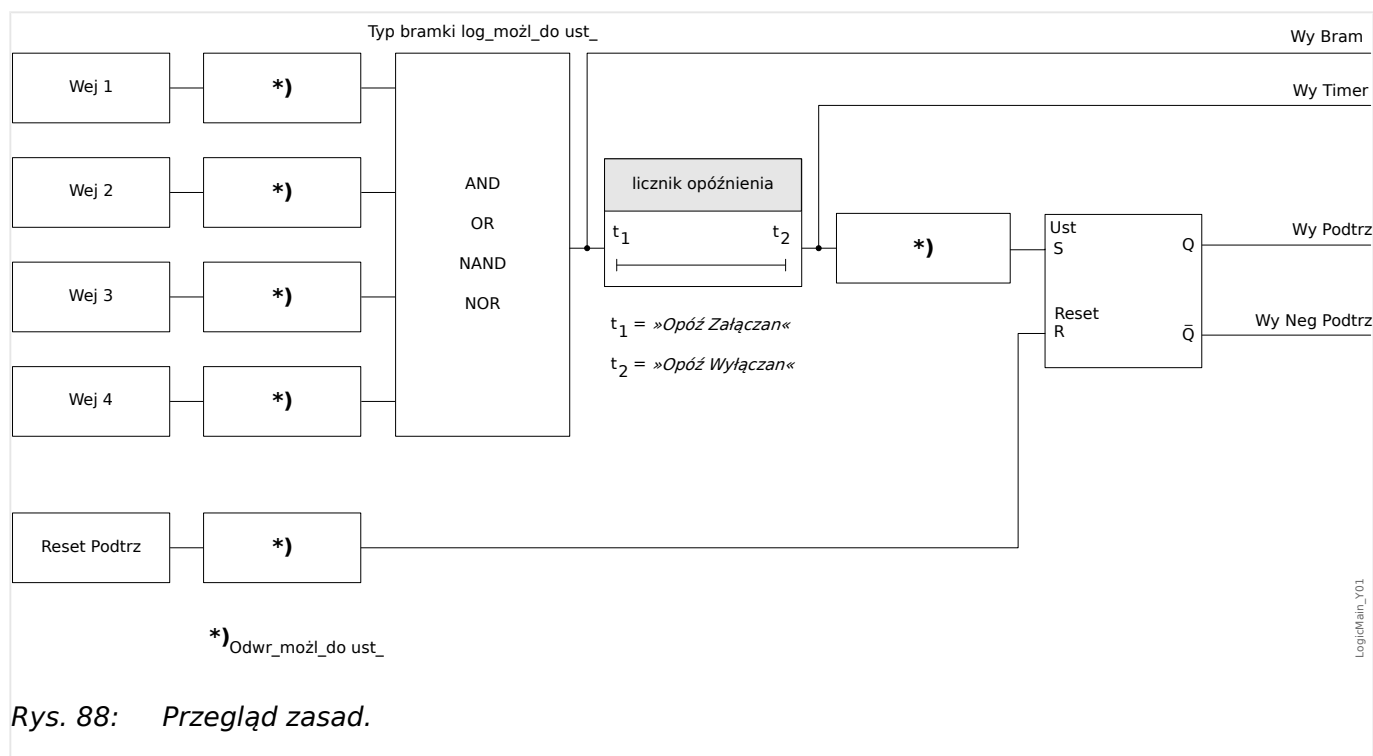 Typ bramki log_możl_do ust_
Wy Bram
Wej 1
*)
Wy Timer
Wej 2
*)
AND
OR
NAND
NOR
licznik opóźnienia
t1
t2
*)
Ust
S
Q
Wy Podtrz
Wej 3
*)
t1 = »Opóź Załączan«
Reset
R
Q̅
Wy Neg Podtrz
t2 = »Opóź Wyłączan«
Wej 4
*)
Reset Podtrz
*)
*)Odwr_możl_do ust_
LogicMain_Y01
Rys. 88: Przegląd zasad.